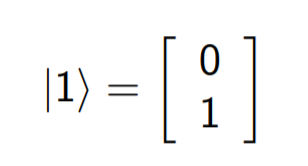 |1⟩ = [ 0
1 ]